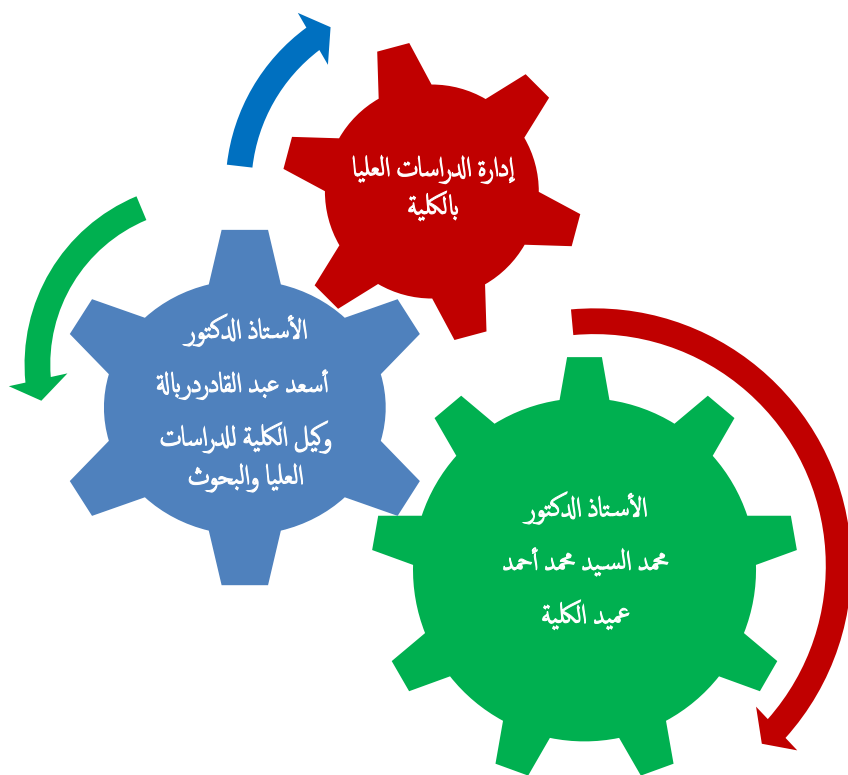 إدارة الدراسات العليا
بالكلية
الأستاذ الدكتور
أسعد عبد القادردربالة
وكيل الكلية للدراسات
العليا والبحوث
الأستاذ الدكتور
محمد السيد محمد أحمد
عميد الكلية